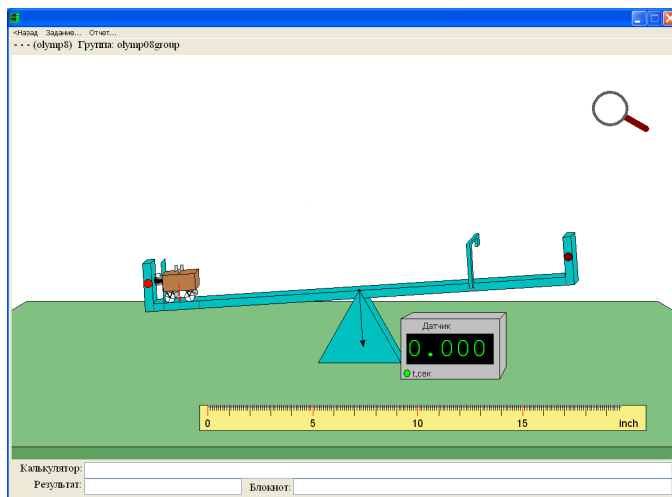 <Назад Задание... Отчет...
- - - (olymp8) Группа: olymp08group
Датчик
0.000
t,сек
0 5 10 15 inch
Калькулятор:
Результат: Блокнот: